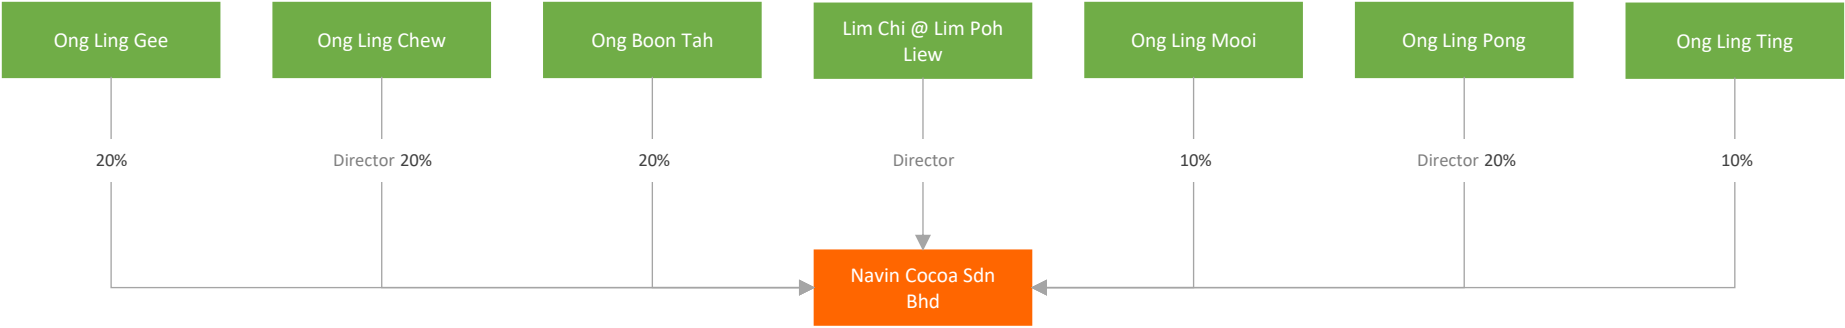 Ong Ling Gee
Ong Ling Chew
Ong Boon Tah
Lim Chi @ Lim Poh
Liew
Ong Ling Mooi
Ong Ling Pong
Ong Ling Ting
20%
Director 20%
20%
Director
10%
Director 20%
10%
Navin Cocoa Sdn
Bhd